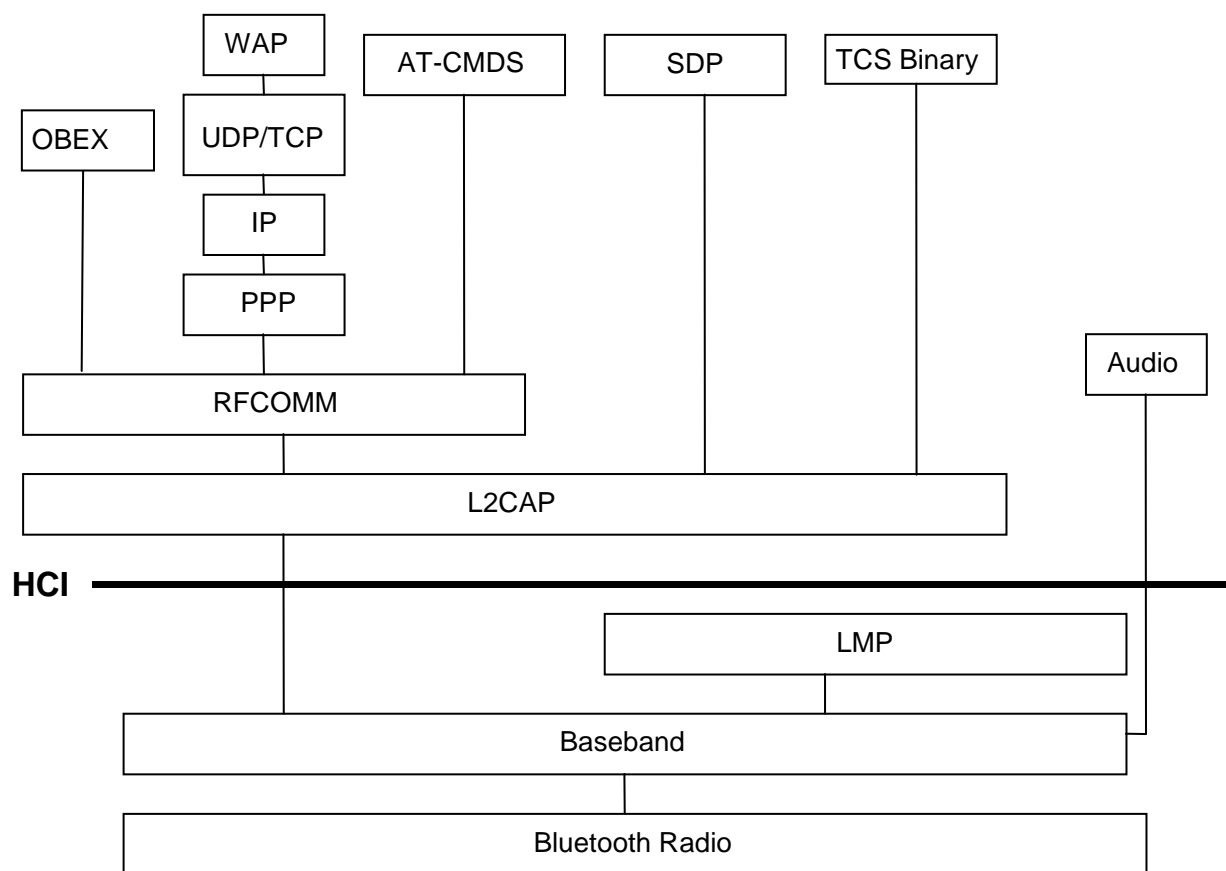 WAP
AT-CMDS
SDP
TCS Binary
OBEX
UDP/TCP
IP
PPP
Audio
RFCOMM
L2CAP
HCI
LMP
Baseband
Bluetooth Radio